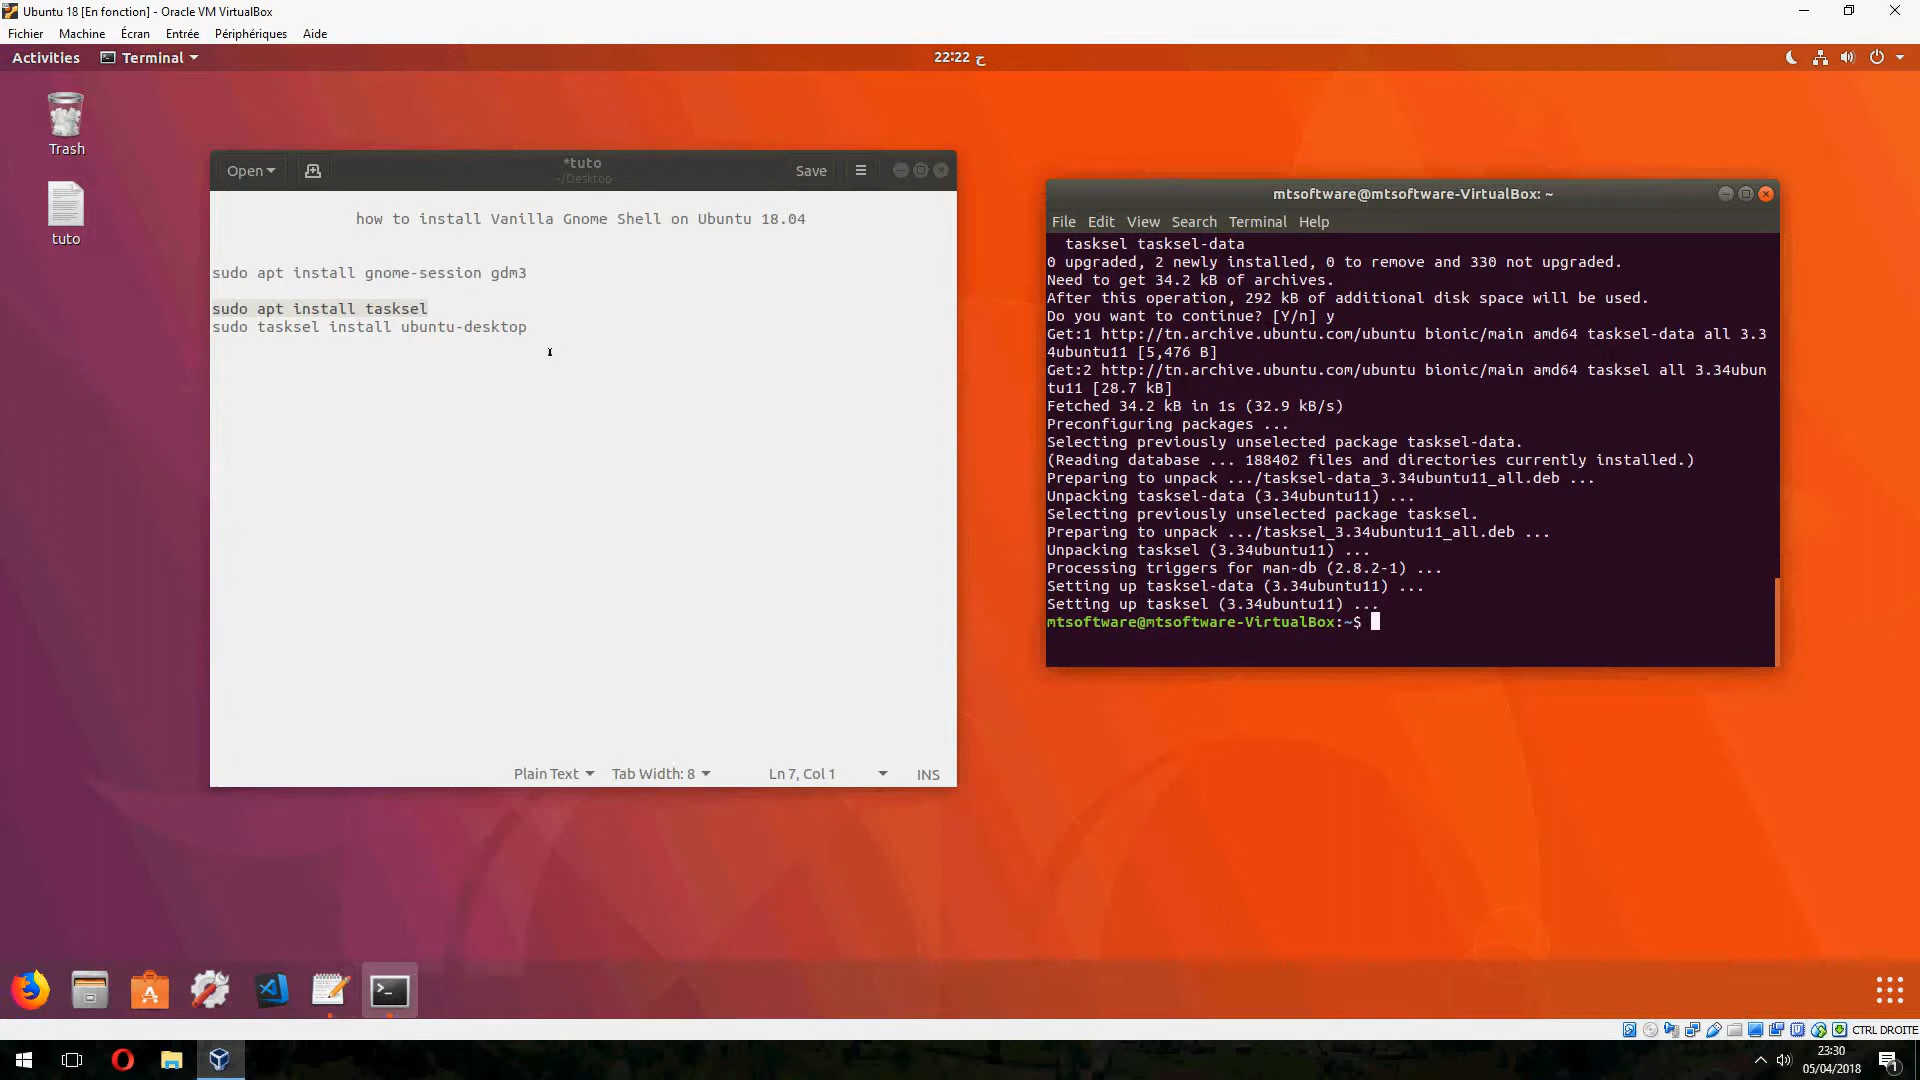 Ubuntu 18 [En fonction] - Oracle VM VirtualBox
Fichier Machine Écran Entrée Périphériques Aide
Activities Terminal 22:22 ح
Trash
tuto
Open *tuto Save
~/Desktop
how to install Vanilla Gnome Shell on Ubuntu 18.04
sudo apt install gnome-session gdm3
sudo apt install tasksel
sudo tasksel install ubuntu-desktop
Plain Text Tab Width: 8 Ln 7, Col 1 INS
mtsoftware@mtsoftware-VirtualBox: ~
File Edit View Search Terminal Help
tasksel tasksel-data
0 upgraded, 2 newly installed, 0 to remove and 330 not upgraded.
Need to get 34.2 kB of archives.
After this operation, 292 kB of additional disk space will be used.
Do you want to continue? [Y/n] y
Get:1 http://tn.archive.ubuntu.com/ubuntu bionic/main amd64 tasksel-data all 3.3
4ubuntu11 [5,476 B]
Get:2 http://tn.archive.ubuntu.com/ubuntu bionic/main amd64 tasksel all 3.34ubun
tu11 [28.7 kB]
Fetched 34.2 kB in 1s (32.9 kB/s)
Preconfiguring packages ...
Selecting previously unselected package tasksel-data.
(Reading database ... 188402 files and directories currently installed.)
Preparing to unpack .../tasksel-data_3.34ubuntu11_all.deb ...
Unpacking tasksel-data (3.34ubuntu11) ...
Selecting previously unselected package tasksel.
Preparing to unpack .../tasksel_3.34ubuntu11_all.deb ...
Unpacking tasksel (3.34ubuntu11) ...
Processing triggers for man-db (2.8.2-1) ...
Setting up tasksel-data (3.34ubuntu11) ...
Setting up tasksel (3.34ubuntu11) ...
mtsoftware@mtsoftware-VirtualBox:~$
CTRL DROITE
23:30
05/04/2018
1